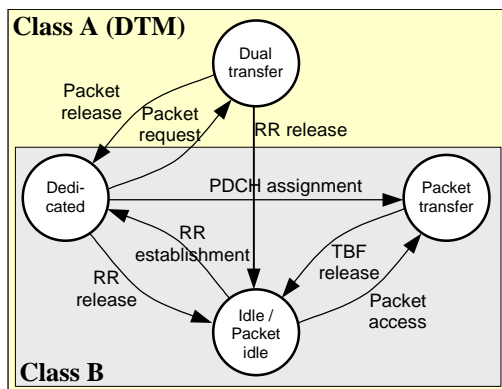 Class A (DTM)
Dual
transfer
Packet
release
Packet
request
RR release
Dedi-
cated
PDCH assignment
Packet
transfer
RR
establishment
TBF
release
RR
release
Packet
access
Idle /
Packet
idle
Class B